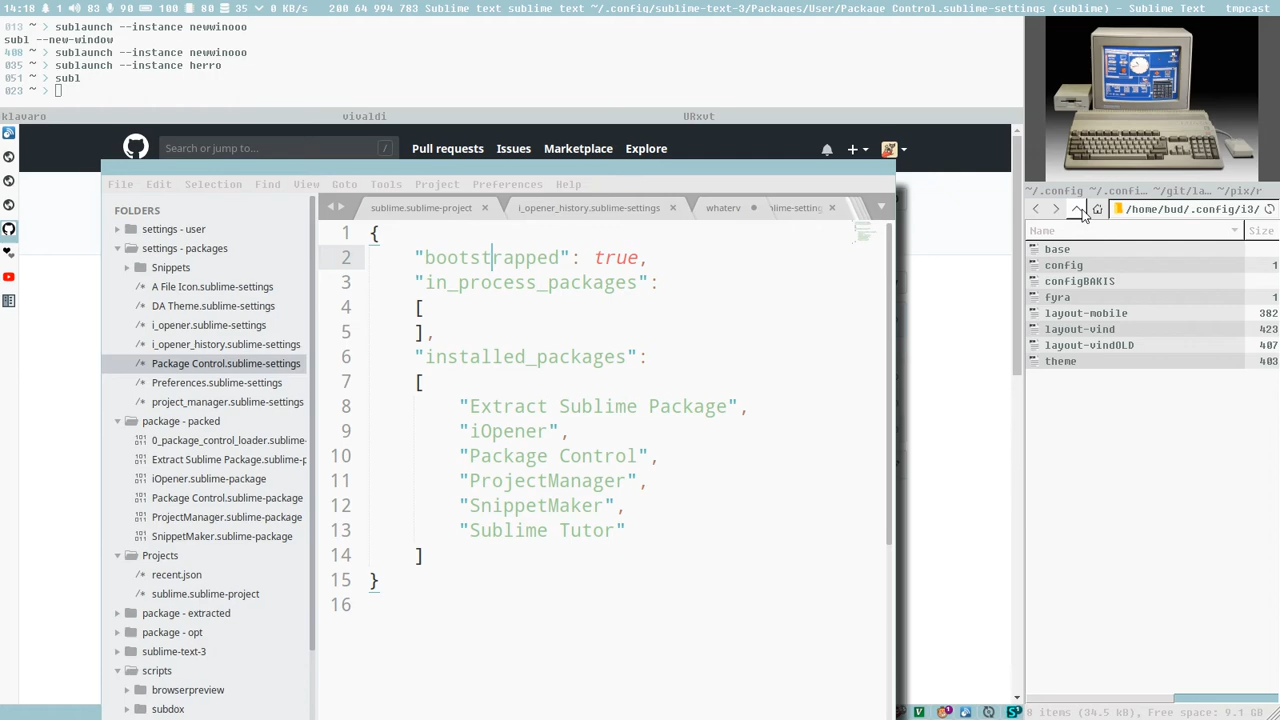 14:18 1 83 90 100 80 35 0 KB/s 200 64 994 783 Sublime text sublime text ~/.config/sublime-text-3/Packages/User/Package Control.sublime-settings (sublime) - Sublime Text tmpcast
013 ~ > sublaunch --instance newwinooo
subl --new-window
408 ~ > sublaunch --instance newwinooo
035 ~ > sublaunch --instance herro
051 ~ > subl
023 ~ >
klavaro vivaldi URxvt
Search or jump to... / Pull requests Issues Marketplace Explore
File Edit Selection Find View Goto Tools Project Preferences Help
FOLDERS
settings - user
settings - packages
Snippets
A File Icon.sublime-settings
DA Theme.sublime-settings
i_opener.sublime-settings
i_opener_history.sublime-settings
Package Control.sublime-settings
Preferences.sublime-settings
project_manager.sublime-settings
package - packed
0_package_control_loader.sublime-
Extract Sublime Package.sublime-p
iOpener.sublime-package
Package Control.sublime-package
ProjectManager.sublime-package
SnippetMaker.sublime-package
Projects
recent.json
sublime.sublime-project
package - extracted
package - opt
sublime-text-3
scripts
browserpreview
subdox
sublime.sublime-project × i_opener_history.sublime-settings × whaterv lime-setting ×
1 {
2 "bootstrapped": true,
3 "in_process_packages":
4 [
5 ],
6 "installed_packages":
7 [
8 "Extract Sublime Package",
9 "iOpener",
10 "Package Control",
11 "ProjectManager",
12 "SnippetMaker",
13 "Sublime Tutor"
14 ]
15 }
16
~/.config ~/.confi… ~/git/la… ~/pix/r
/home/bud/.config/i3/
Name Size
base
config 1
configBAKIS
fyra 1
layout-mobile 382
layout-vind 423
layout-vindOLD 407
theme 403
8 items (34.5 kB), Free space: 9.1 GB